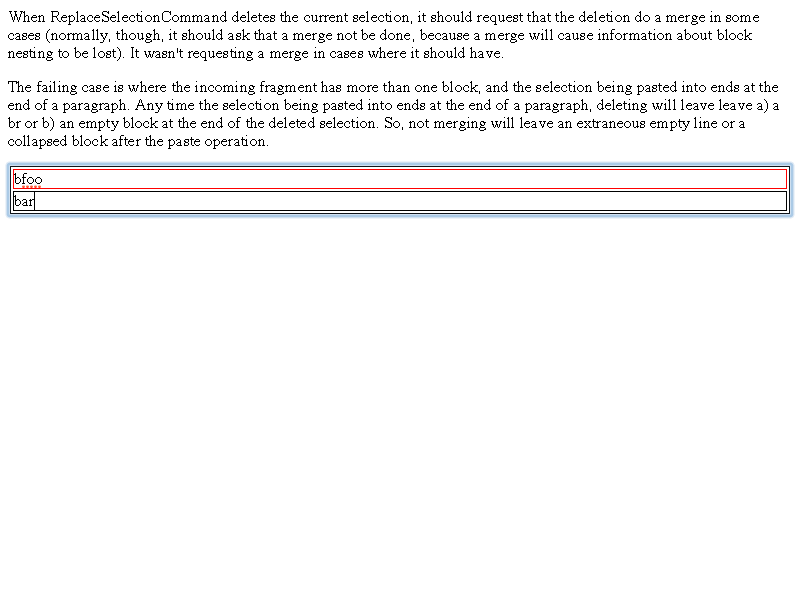 When ReplaceSelectionCommand deletes the current selection, it should request that the deletion do a merge in some
cases (normally, though, it should ask that a merge not be done, because a merge will cause information about block
nesting to be lost). It wasn't requesting a merge in cases where it should have.
The failing case is where the incoming fragment has more than one block, and the selection being pasted into ends at the
end of a paragraph. Any time the selection being pasted into ends at the end of a paragraph, deleting will leave leave a) a
br or b) an empty block at the end of the deleted selection. So, not merging will leave an extraneous empty line or a
collapsed block after the paste operation.
bfoo
bar